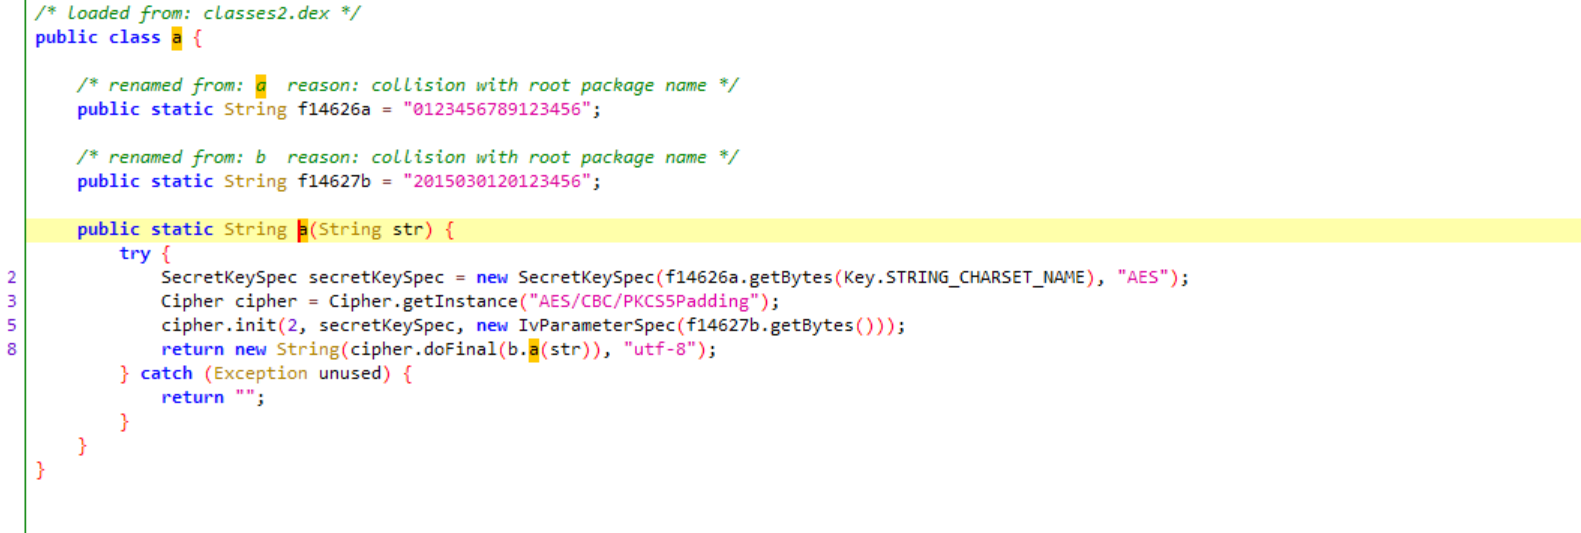 /* loaded from: classes2.dex */
public class a {
/* renamed from: a  reason: collision with root package name */
public static String f14626a = "0123456789123456";
/* renamed from: b  reason: collision with root package name */
public static String f14627b = "2015030120123456";
public static String a(String str) {
try {
2 SecretKeySpec secretKeySpec = new SecretKeySpec(f14626a.getBytes(Key.STRING_CHARSET_NAME), "AES");
3 Cipher cipher = Cipher.getInstance("AES/CBC/PKCS5Padding");
5 cipher.init(2, secretKeySpec, new IvParameterSpec(f14627b.getBytes()));
8 return new String(cipher.doFinal(b.a(str)), "utf-8");
} catch (Exception unused) {
return "";
}
}
}